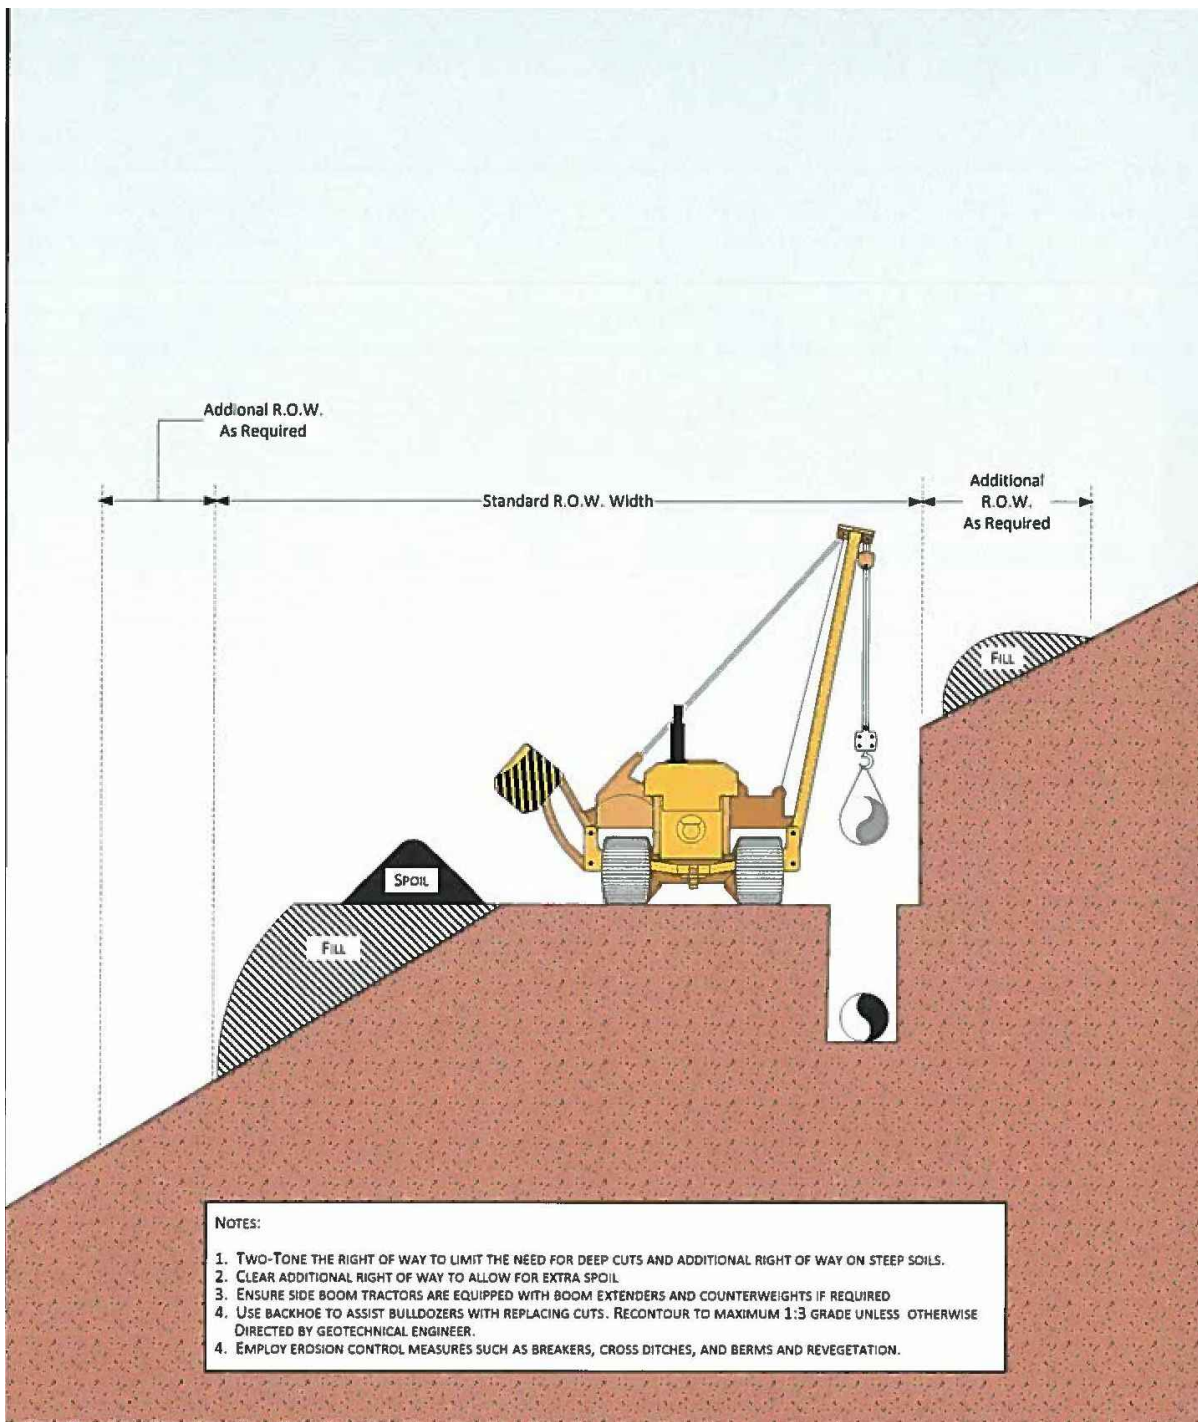 Addional R.O.W.
As Required
Standard R.O.W. Width
Additional
R.O.W.
As Required
FILL
SPOIL
FILL
NOTES:
1. TWO-TONE THE RIGHT OF WAY TO LIMIT THE NEED FOR DEEP CUTS AND ADDITIONAL RIGHT OF WAY ON STEEP SOILS.
2. CLEAR ADDITIONAL RIGHT OF WAY TO ALLOW FOR EXTRA SPOIL
3. ENSURE SIDE BOOM TRACTORS ARE EQUIPPED WITH BOOM EXTENDERS AND COUNTERWEIGHTS IF REQUIRED
4. USE BACKHOE TO ASSIST BULLDOZERS WITH REPLACING CUTS. RECONTOUR TO MAXIMUM 1:3 GRADE UNLESS OTHERWISE
DIRECTED BY GEOTECHNICAL ENGINEER.
4. EMPLOY EROSION CONTROL MEASURES SUCH AS BREAKERS, CROSS DITCHES, AND BERMS AND REVEGETATION.